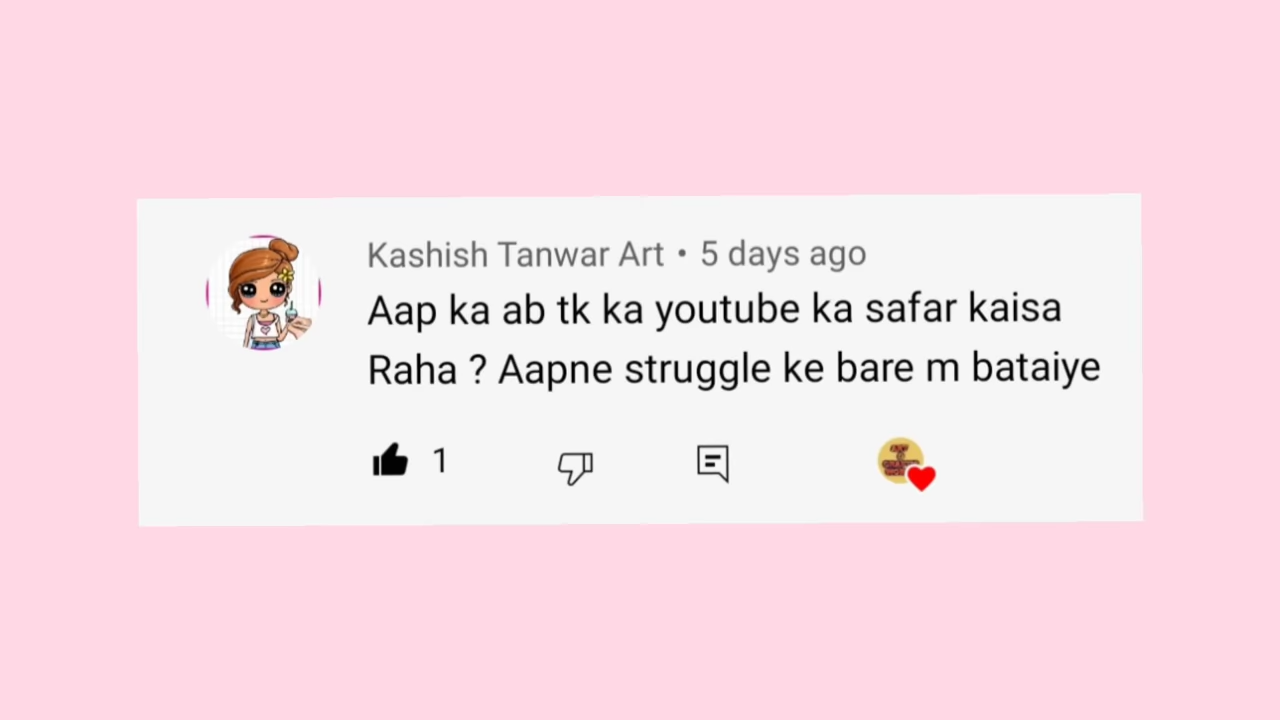 Kashish Tanwar Art • 5 days ago
Aap ka ab tk ka youtube ka safar kaisa
Raha ? Aapne struggle ke bare m bataiye
1